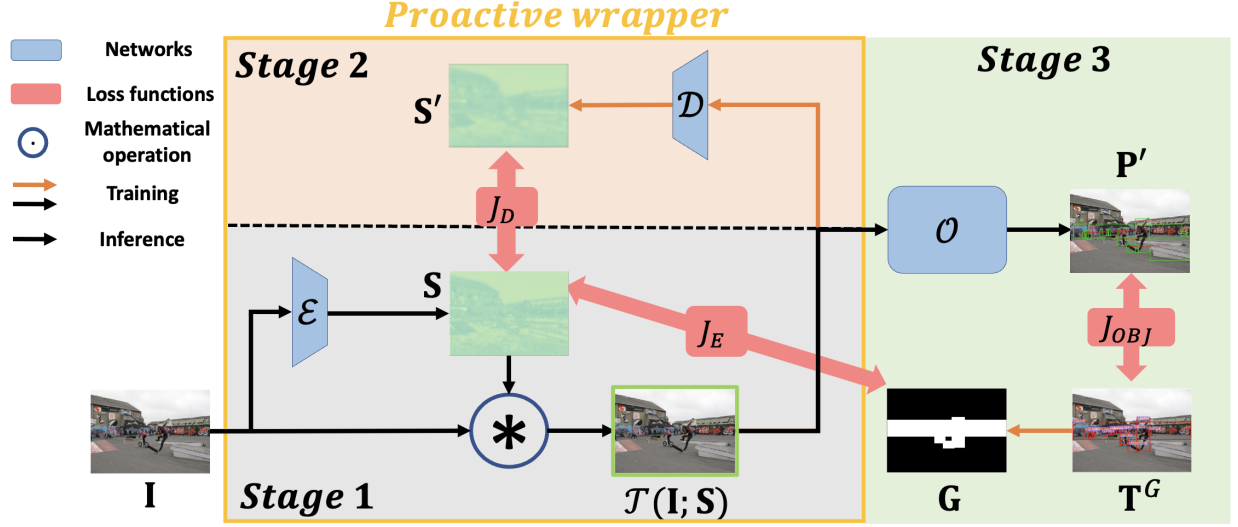 Proactive wrapper
Networks
Loss functions
Mathematical
operation
Training
Inference
Stage 2
S′
𝒟
J_D
S
ℰ
J_E
*
I
Stage 1
𝒯(I; S)
Stage 3
P′
𝒪
J_OBJ
G
T^G